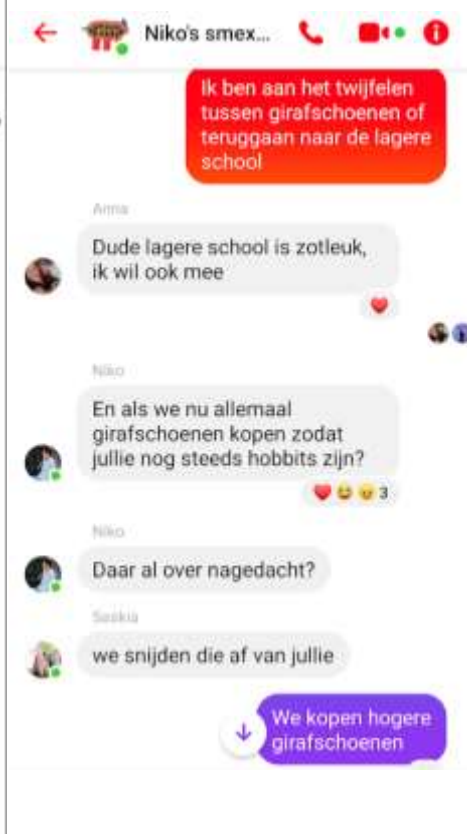 Niko's smex...
Ik ben aan het twijfelen
tussen girafschoenen of
teruggaan naar de lagere
school
Anna
Dude lagere school is zotleuk,
ik wil ook mee
Niko
En als we nu allemaal
girafschoenen kopen zodat
jullie nog steeds hobbits zijn?
3
Niko
Daar al over nagedacht?
Saskia
we snijden die af van jullie
We kopen hogere
girafschoenen